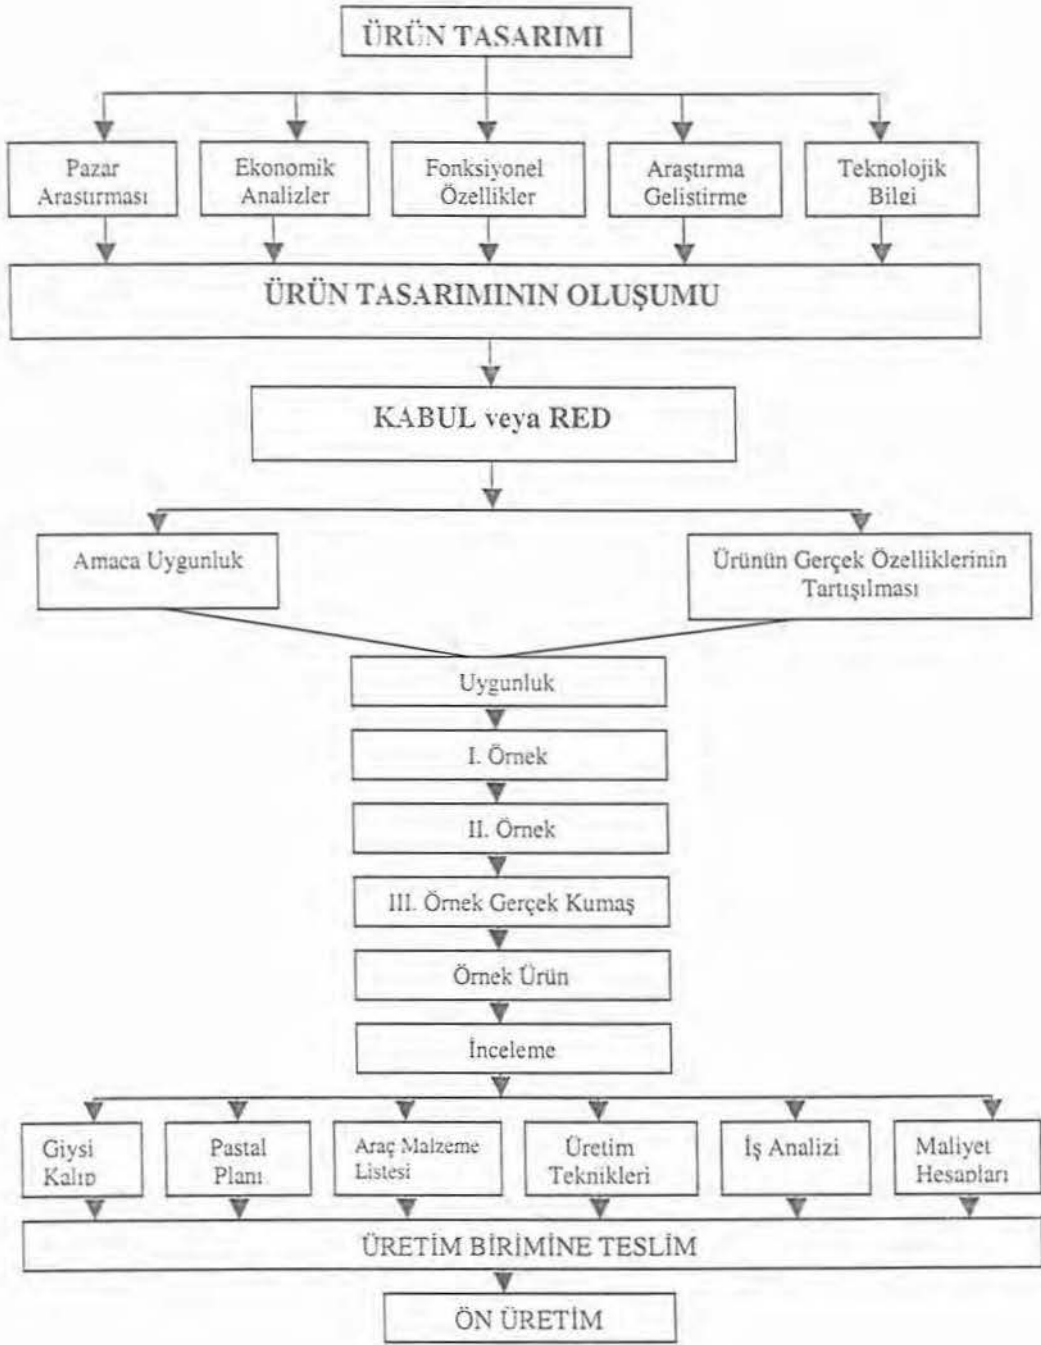 ÜRÜN TASARIMI
Pazar
Arastırması
Ekonomik
Analizler
Fonksiyonel
Özellikler
Araştırma
Gelistirme
Teknolojik
Bilgi
ÜRÜN TASARIMININ OLUŞUMU
KABUL veya RED
Amaca Uygunluk
Ürünün Gerçek Özelliklerinin
Tartışılması
Uygunluk
I. Örnek
II. Örnek
III. Örnek Gerçek Kumaş
Örnek Ürün
İnceleme
Giysi
Kalıp
Pastal
Planı
Araç Malzeme
Listesi
Üretim
Teknikleri
İş Analizi
Maliyet
Hesapları
ÜRETİM BİRİMİNE TESLİM
ÖN ÜRETİM